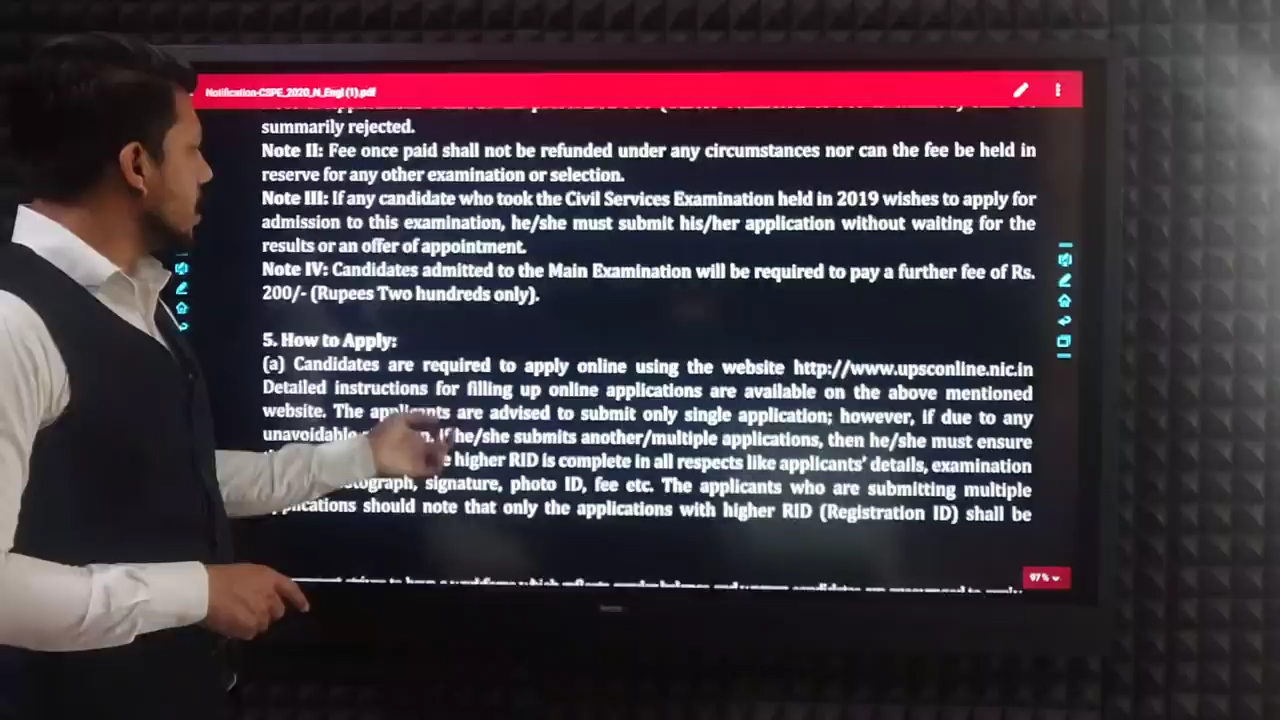 Notification-CSPE_2020_N_Engl (1).pdf
summarily rejected.
Note II: Fee once paid shall not be refunded under any circumstances nor can the fee be held in
reserve for any other examination or selection.
Note III: If any candidate who took the Civil Services Examination held in 2019 wishes to apply for
admission to this examination, he/she must submit his/her application without waiting for the
results or an offer of appointment.
Note IV: Candidates admitted to the Main Examination will be required to pay a further fee of Rs.
200/- (Rupees Two hundreds only).
5. How to Apply:
(a) Candidates are required to apply online using the website http://www.upsconline.nic.in
Detailed instructions for filling up online applications are available on the above mentioned
website. The applicants are advised to submit only single application; however, if due to any
unavoidable if he/she submits another/multiple applications, then he/she must ensure
higher RID is complete in all respects like applicants' details, examination
signature, photo ID, fee etc. The applicants who are submitting multiple
applications should note that only the applications with higher RID (Registration ID) shall be
97%